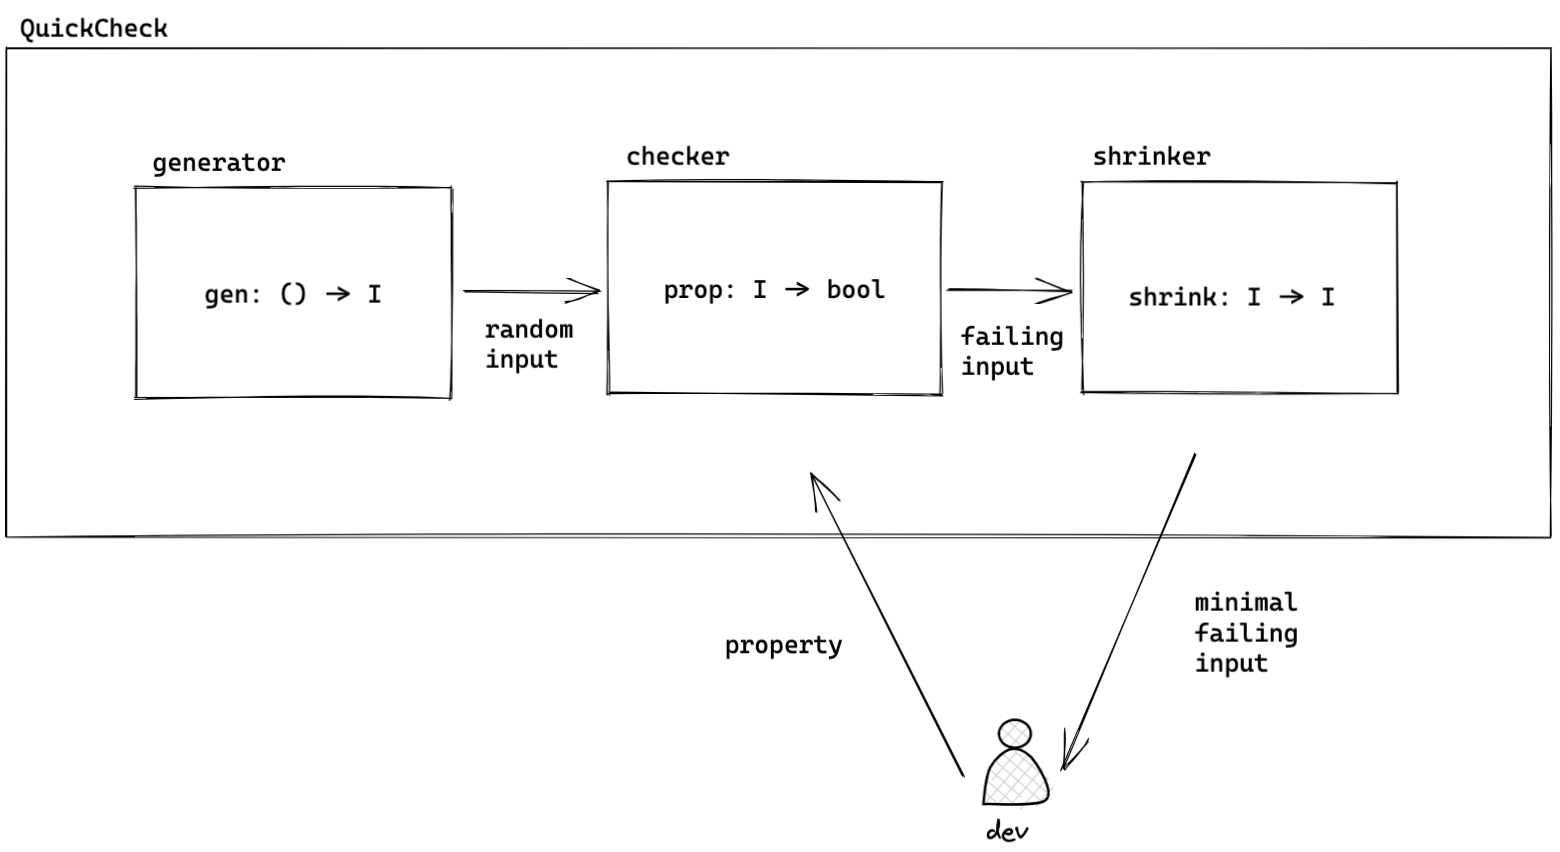 QuickCheck
generator
checker
shrinker
gen: () → I
prop: I → bool
shrink: I → I
random
input
failing
input
property
minimal
failing
input
dev